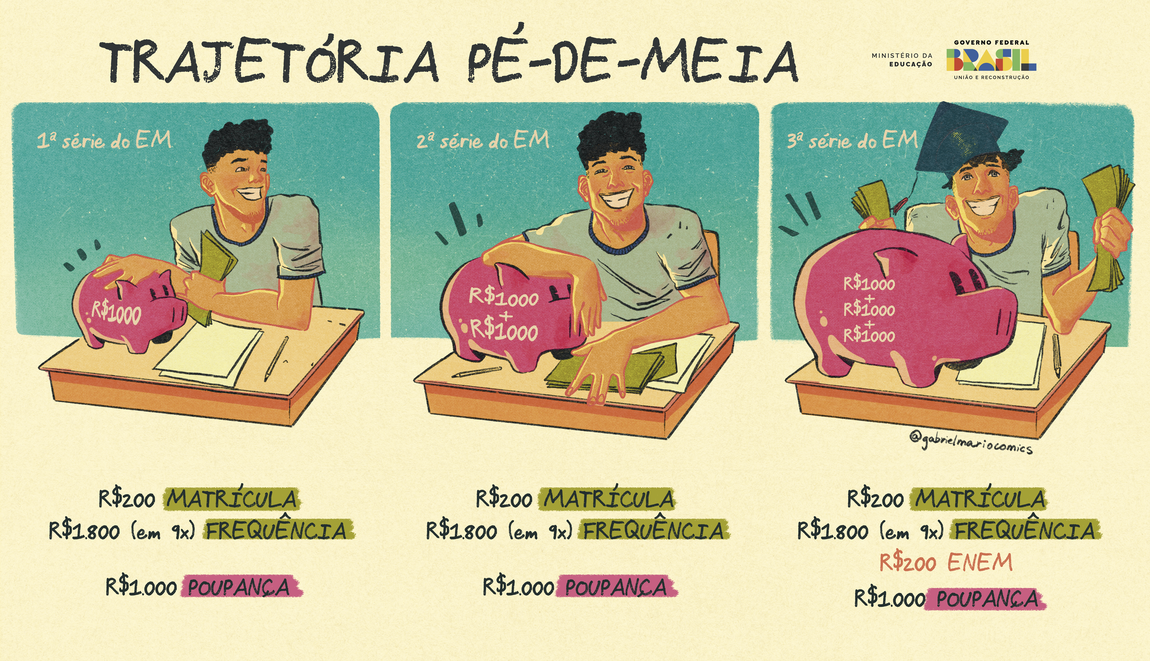 TRAJETÓRIA PÉ-DE-MEIA
MINISTÉRIO DA
EDUCAÇÃO
GOVERNO FEDERAL
BRASIL
UNIÃO E RECONSTRUÇÃO
1ª série do EM
R$1000
2ª série do EM
R$1000
+
R$1000
3ª série do EM
R$1000
+
R$1000
+
R$1000
@gabrielmariocomics
R$200 MATRÍCULA
R$1.800 (em 9x) FREQUÊNCIA
R$1.000 POUPANÇA
R$200 MATRÍCULA
R$1.800 (em 9x) FREQUÊNCIA
R$1.000 POUPANÇA
R$200 MATRÍCULA
R$1.800 (em 9x) FREQUÊNCIA
R$200 ENEM
R$1.000 POUPANÇA